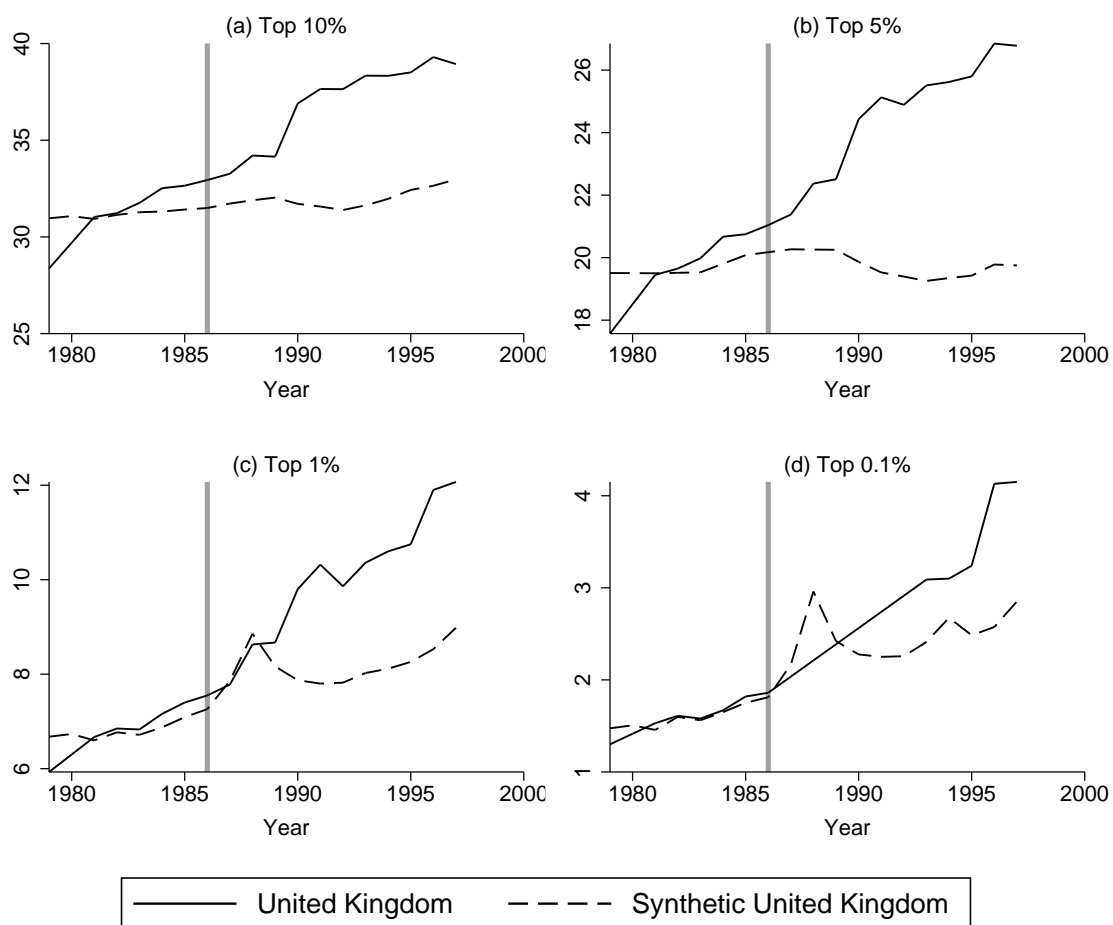 (a) Top 10%
40
35
30
25
1980 1985 1990 1995 2000
Year
(b) Top 5%
26
24
22
20
18
1980 1985 1990 1995 2000
Year
(c) Top 1%
12
10
8
6
1980 1985 1990 1995 2000
Year
(d) Top 0.1%
4
3
2
1
1980 1985 1990 1995 2000
Year
United Kingdom Synthetic United Kingdom